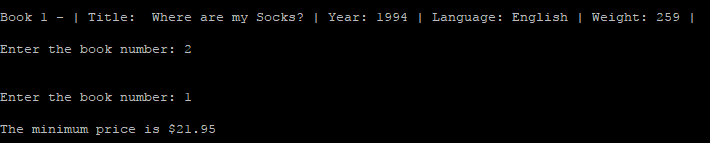 Book 1 - | Title:  Where are my Socks? | Year: 1994 | Language: English | Weight: 259 |
Enter the book number: 2
Enter the book number: 1
The minimum price is $21.95